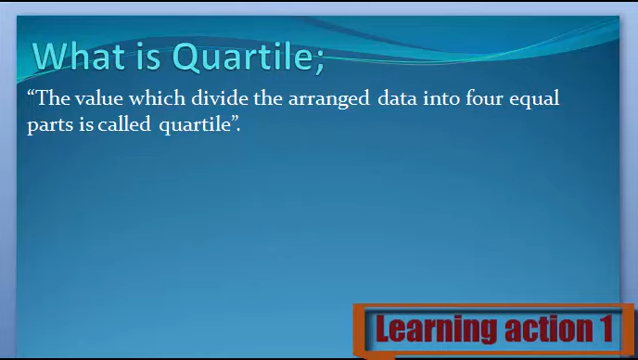 What is Quartile;
“The value which divide the arranged data into four equal
parts is called quartile”.
Learning action 1